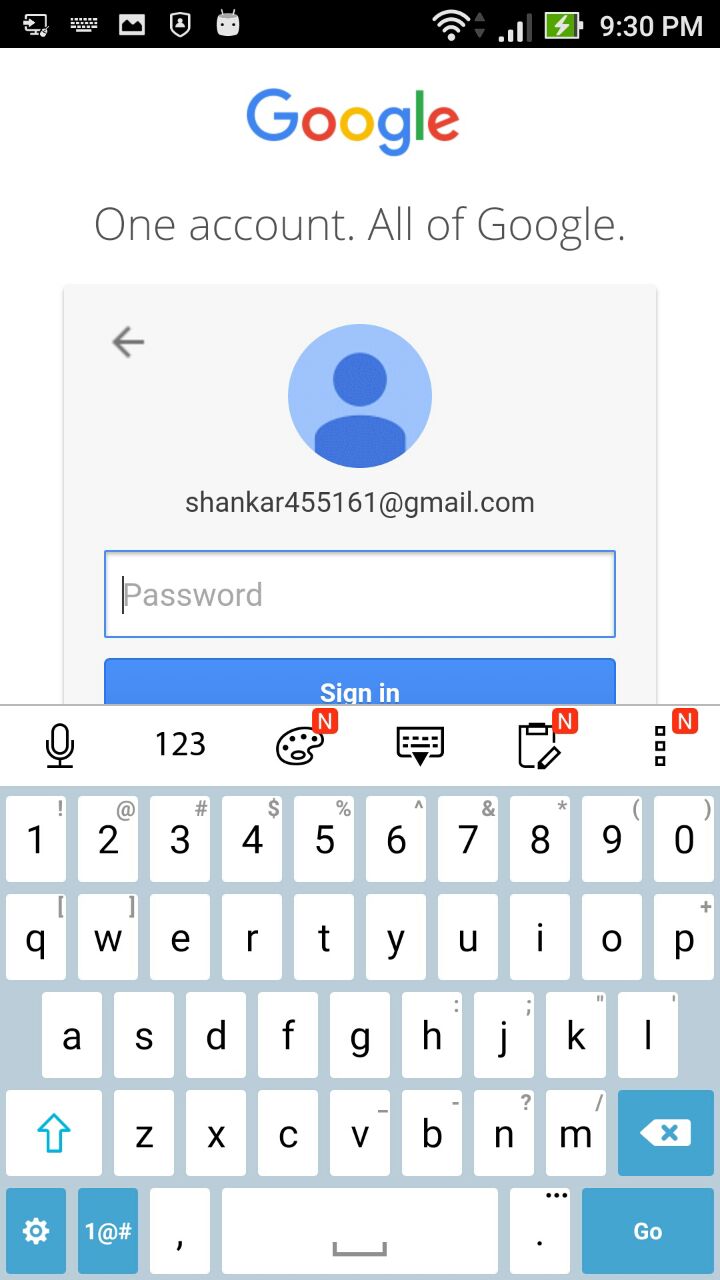 9:30 PM
Google
One account. All of Google.
shankar455161@gmail.com
Password
Sign in
123 N N N
! @ # $ % ^ & * ( )
1 2 3 4 5 6 7 8 9 0
[ ] +
q w e r t y u i o p
: ; " '
a s d f g h j k l
_ - ? /
z x c v b n m
1@# , ... . Go